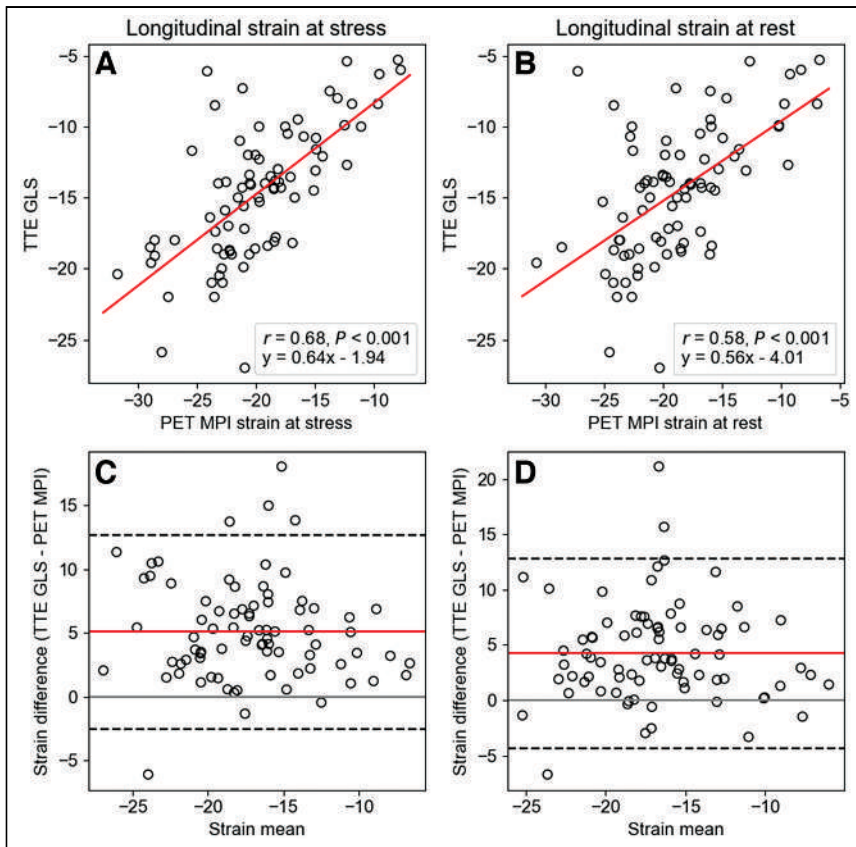 Longitudinal strain at stress
A
−5
−10
−15
−20
−25
TTE GLS
r = 0.68, P < 0.001
y = 0.64x - 1.94
−30
−25
−20
−15
−10
PET MPI strain at stress
Longitudinal strain at rest
B
−5
−10
−15
−20
−25
TTE GLS
r = 0.58, P < 0.001
y = 0.56x - 4.01
−30
−25
−20
−15
−10
−5
PET MPI strain at rest
C
15
10
5
0
−5
Strain difference (TTE GLS - PET MPI)
−25
−20
−15
−10
Strain mean
D
20
15
10
5
0
−5
Strain difference (TTE GLS - PET MPI)
−25
−20
−15
−10
Strain mean